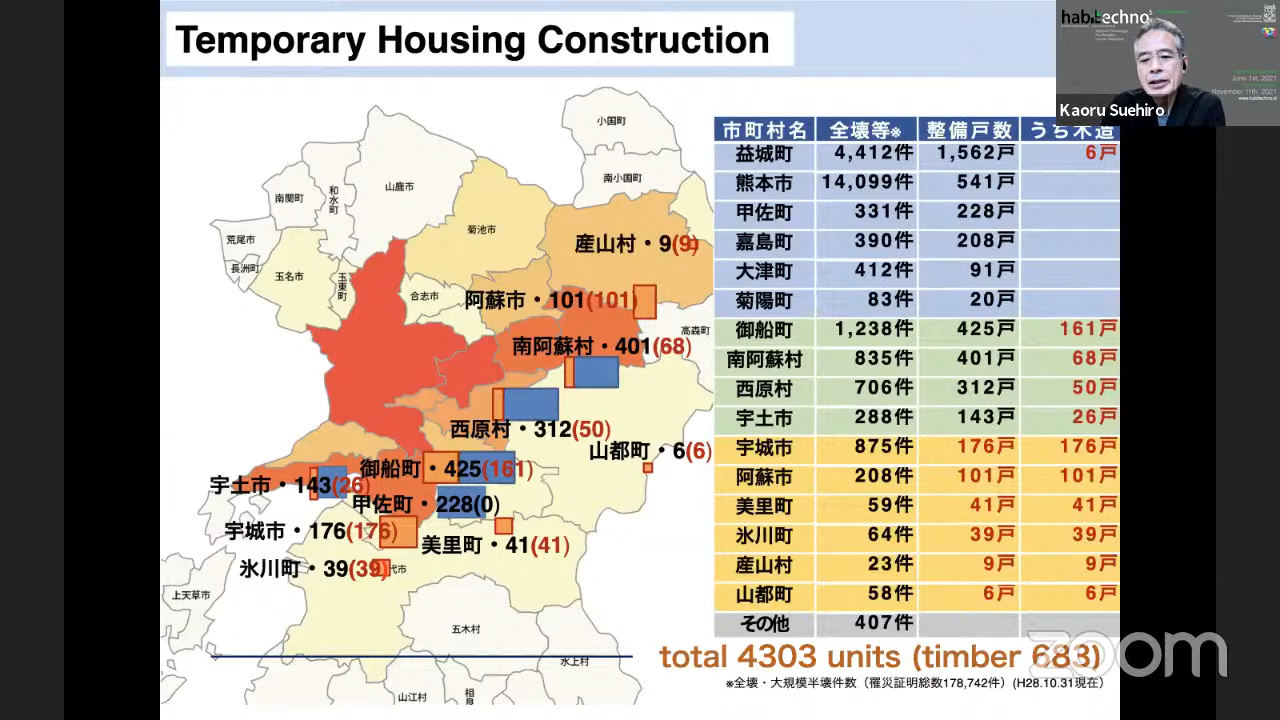 Temporary Housing Construction
habitechno⁵
June 1st, 2021
November 11th, 2021
www.habitechno.id
Kaoru Suehiro
小国町
南小国町
山鹿市
和水町
南関町
荒尾市
長洲町
玉名市
玉東町
菊池市
合志市
高森町
産山村・9(9)
阿蘇市・101(101)
南阿蘇村・401(68)
西原村・312(50)
山都町・6(6)
御船町・425(161)
宇土市・143(26)
甲佐町・228(0)
宇城市・176(176)
美里町・41(41)
氷川町・39(39)
代市
上天草市
五木村
水上村
山江村
相
市町村名 全壊等※ 整備戸数 うち木造
益城町 4,412件 1,562戸 6戸
熊本市 14,099件 541戸
甲佐町 331件 228戸
嘉島町 390件 208戸
大津町 412件 91戸
菊陽町 83件 20戸
御船町 1,238件 425戸 161戸
南阿蘇村 835件 401戸 68戸
西原村 706件 312戸 50戸
宇土市 288件 143戸 26戸
宇城市 875件 176戸 176戸
阿蘇市 208件 101戸 101戸
美里町 59件 41戸 41戸
氷川町 64件 39戸 39戸
産山村 23件 9戸 9戸
山都町 58件 6戸 6戸
その他 407件
total 4303 units (timber 683)
※全壊・大規模半壊件数（罹災証明総数178,742件）(H28.10.31現在）
zoom